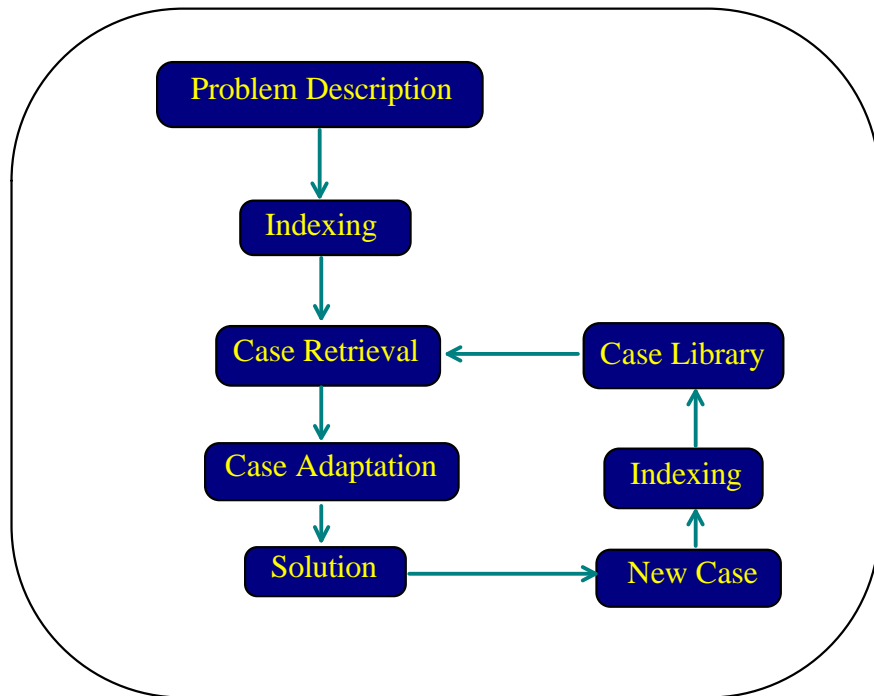 Problem Description
Indexing
Case Retrieval
Case Library
Case Adaptation
Indexing
Solution
New Case